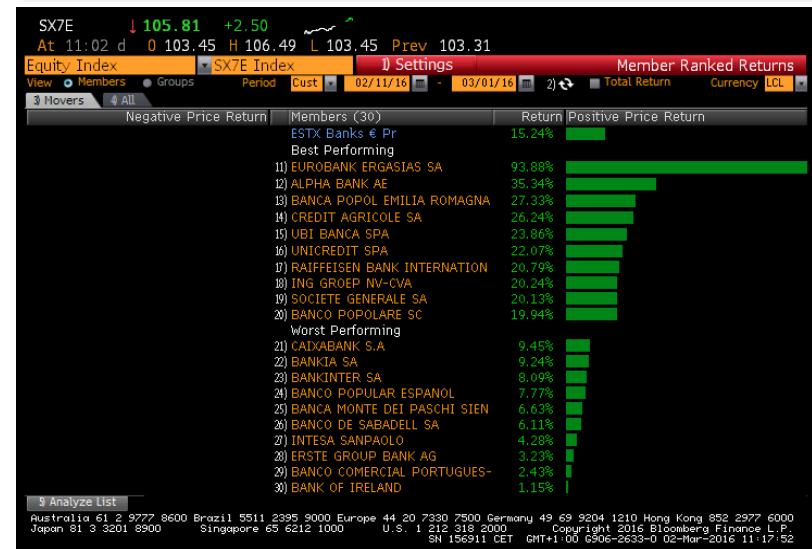 SX7E ↓ 105.81 +2.50
At 11:02 d O 103.45 H 106.49 L 103.45 Prev 103.31
Equity Index SX7E Index 1) Settings Member Ranked Returns
View Members Groups Period Cust 02/11/16 - 03/01/16 2) Total Return Currency LCL
3) Movers 4) All
Negative Price Return Members (30) Return Positive Price Return
ESTX Banks € Pr 15.24%
Best Performing
11) EUROBANK ERGASIAS SA 93.88%
12) ALPHA BANK AE 35.34%
13) BANCA POPOL EMILIA ROMAGNA 27.33%
14) CREDIT AGRICOLE SA 26.24%
15) UBI BANCA SPA 23.86%
16) UNICREDIT SPA 22.07%
17) RAIFFEISEN BANK INTERNATION 20.79%
18) ING GROEP NV-CVA 20.24%
19) SOCIETE GENERALE SA 20.13%
20) BANCO POPOLARE SC 19.94%
Worst Performing
21) CAIXABANK S.A 9.45%
22) BANKIA SA 9.24%
23) BANKINTER SA 8.09%
24) BANCO POPULAR ESPANOL 7.77%
25) BANCA MONTE DEI PASCHI SIEN 6.63%
26) BANCO DE SABADELL SA 6.11%
27) INTESA SANPAOLO 4.28%
28) ERSTE GROUP BANK AG 3.23%
29) BANCO COMERCIAL PORTUGUES- 2.43%
30) BANK OF IRELAND 1.15%
9) Analyze List
Australia 61 2 9777 8600 Brazil 5511 2395 9000 Europe 44 20 7330 7500 Germany 49 69 9204 1210 Hong Kong 852 2977 6000
Japan 81 3 3201 8900 Singapore 65 6212 1000 U.S. 1 212 318 2000 Copyright 2016 Bloomberg Finance L.P.
SN 156911 CET GMT+1:00 G906-2633-0 02-Mar-2016 11:17:52